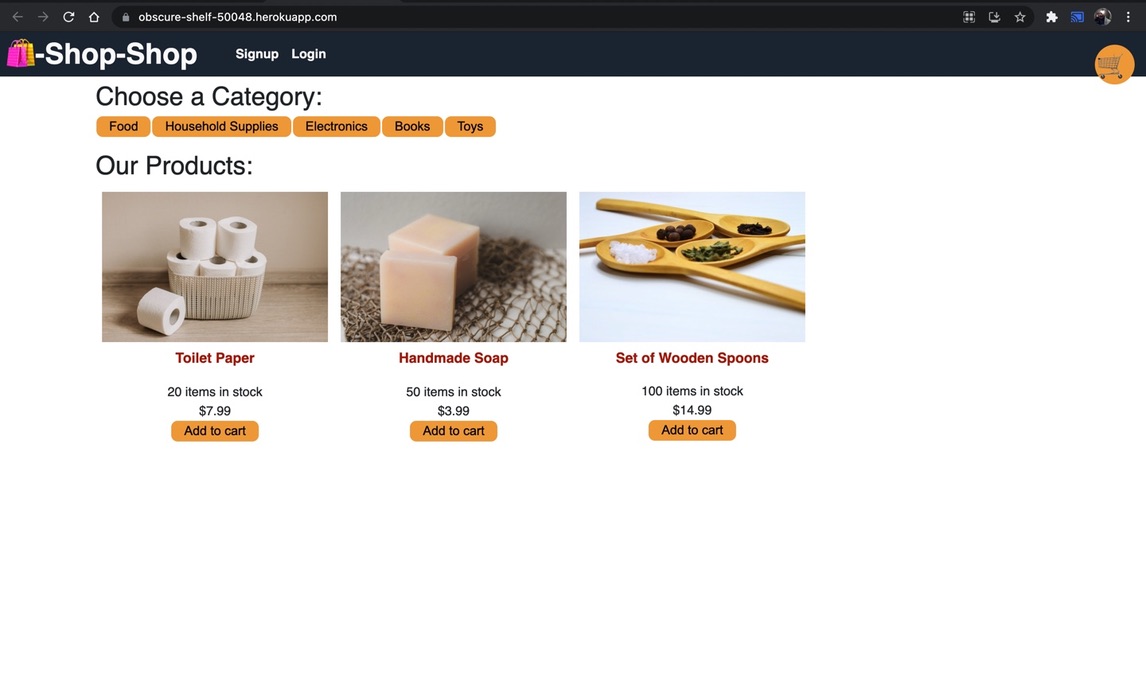 obscure-shelf-50048.herokuapp.com
-Shop-Shop Signup Login
Choose a Category:
Food Household Supplies Electronics Books Toys
Our Products:
Toilet Paper Handmade Soap Set of Wooden Spoons
20 items in stock 50 items in stock 100 items in stock
$7.99 $3.99 $14.99
Add to cart Add to cart Add to cart